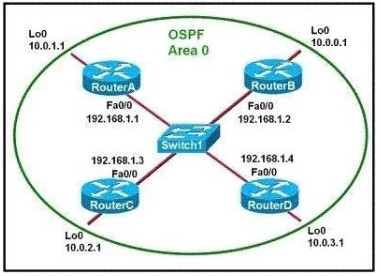 Lo0
10.0.1.1
OSPF
Area 0
Lo0
10.0.0.1
RouterA
RouterB
Fa0/0
192.168.1.1
Fa0/0
192.168.1.2
Switch1
192.168.1.3
Fa0/0
192.168.1.4
Fa0/0
RouterC
RouterD
Lo0
10.0.2.1
Lo0
10.0.3.1